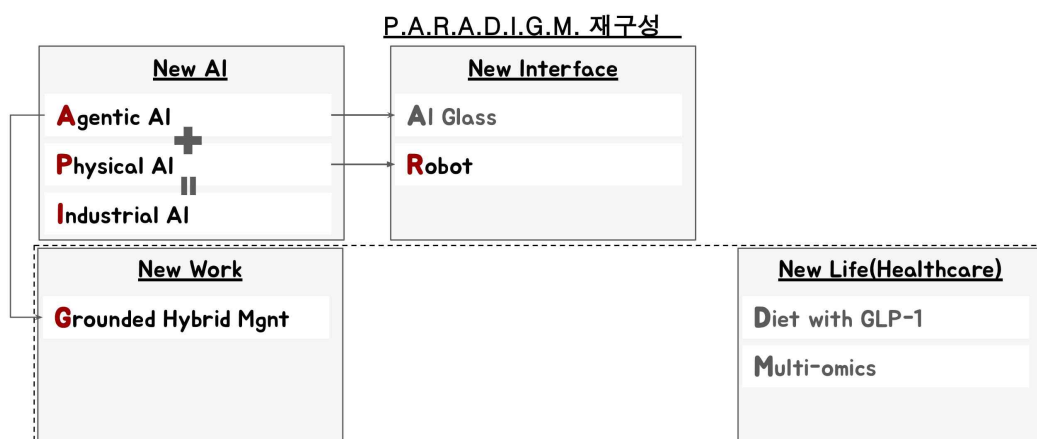 P.A.R.A.D.I.G.M. 재구성
New AI
Agentic AI
+
Physical AI
=
Industrial AI
New Interface
AI Glass
Robot
New Work
Grounded Hybrid Mgnt
New Life(Healthcare)
Diet with GLP-1
Multi-omics